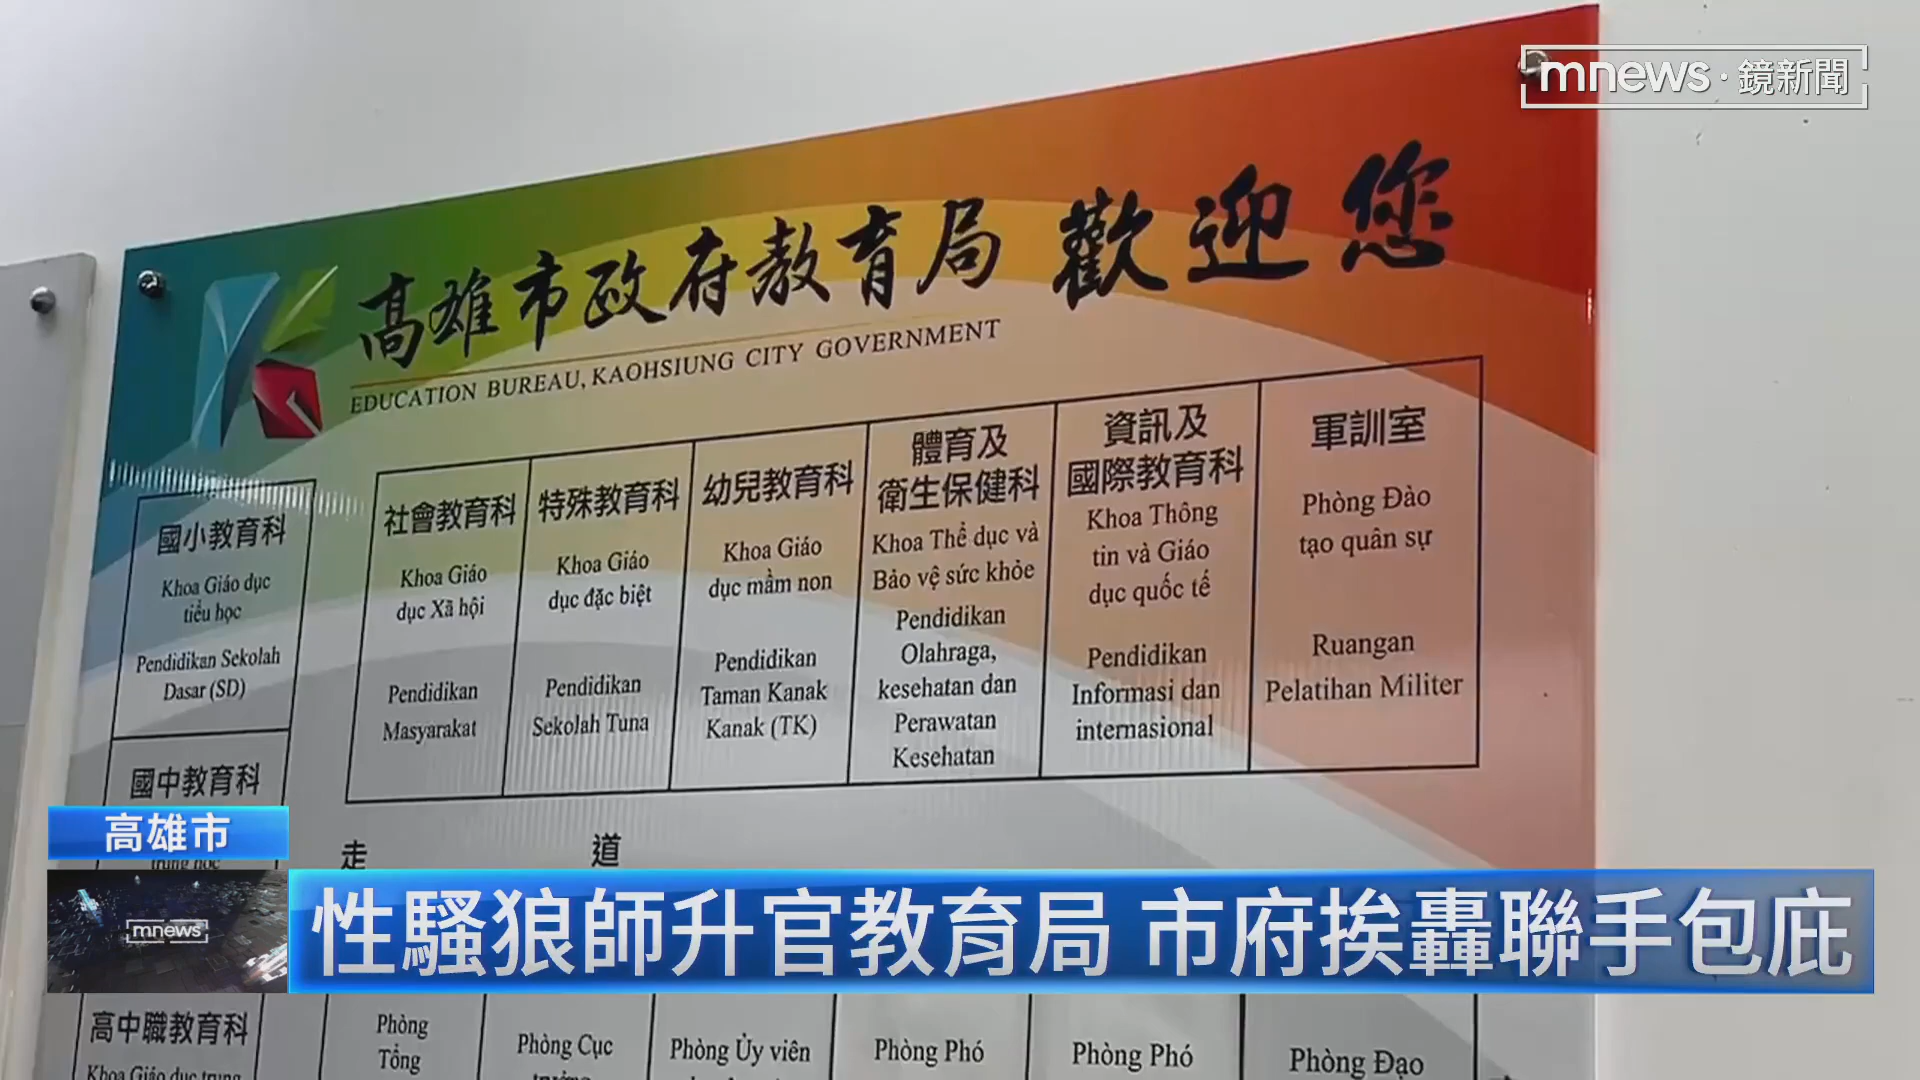 mnews·鏡新聞
高雄市政府教育局 歡迎您
EDUCATION BUREAU, KAOHSIUNG CITY GOVERNMENT
國小教育科
Khoa Giáo dục
tiểu học
Pendidikan Sekolah
Dasar (SD)
社會教育科
Khoa Giáo
dục Xã hội
Pendidikan
Masyarakat
特殊教育科
Khoa Giáo
dục đặc biệt
Pendidikan
Sekolah Tuna
幼兒教育科
Khoa Giáo
dục mầm non
Pendidikan
Taman Kanak
Kanak (TK)
體育及
衛生保健科
Khoa Thể dục và
Bảo vệ sức khỏe
Pendidikan
Olahraga,
kesehatan dan
Perawatan
Kesehatan
資訊及
國際教育科
Khoa Thông
tin và Giáo
dục quốc tế
Pendidikan
Informasi dan
internasional
軍訓室
Phòng Đào
tạo quân sự
Ruangan
Pelatihan Militer
國中教育科
trung học
走 道
高雄市
mnews
性騷狼師升官教育局 市府挨轟聯手包庇
高中職教育科
Khoa Giáo dục trung
Phòng
Tổng
Phòng Cục
trưởng
Phòng Ủy viên
Phòng Phó
Phòng Phó
Phòng Đạo